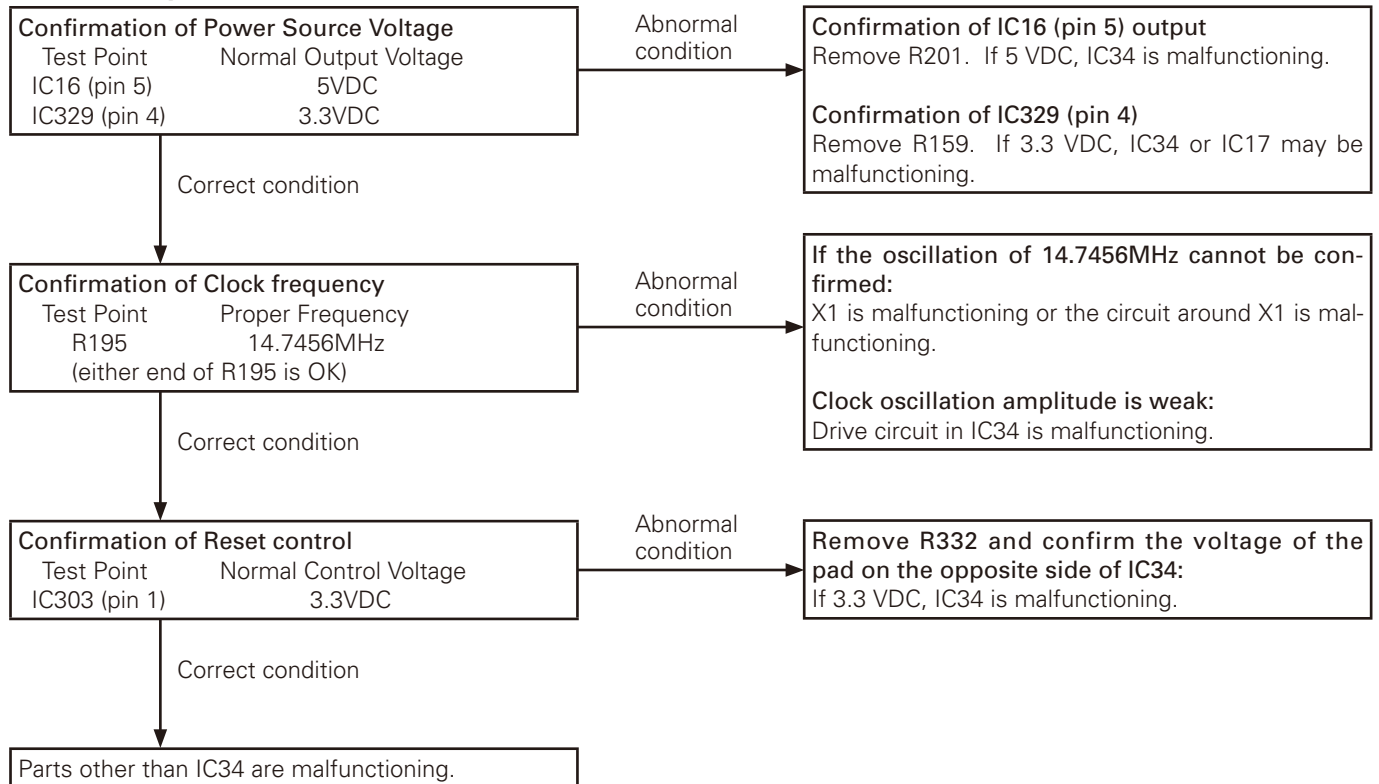 Confirmation of Power Source Voltage
Test Point Normal Output Voltage
IC16 (pin 5) 5VDC
IC329 (pin 4) 3.3VDC
Abnormal
condition
Confirmation of IC16 (pin 5) output
Remove R201. If 5 VDC, IC34 is malfunctioning.
Confirmation of IC329 (pin 4)
Remove R159. If 3.3 VDC, IC34 or IC17 may be
malfunctioning.
Correct condition
Confirmation of Clock frequency
Test Point Proper Frequency
R195 14.7456MHz
(either end of R195 is OK)
Abnormal
condition
If the oscillation of 14.7456MHz cannot be con-
firmed:
X1 is malfunctioning or the circuit around X1 is mal-
functioning.
Clock oscillation amplitude is weak:
Drive circuit in IC34 is malfunctioning.
Correct condition
Confirmation of Reset control
Test Point Normal Control Voltage
IC303 (pin 1) 3.3VDC
Abnormal
condition
Remove R332 and confirm the voltage of the
pad on the opposite side of IC34:
If 3.3 VDC, IC34 is malfunctioning.
Correct condition
Parts other than IC34 are malfunctioning.